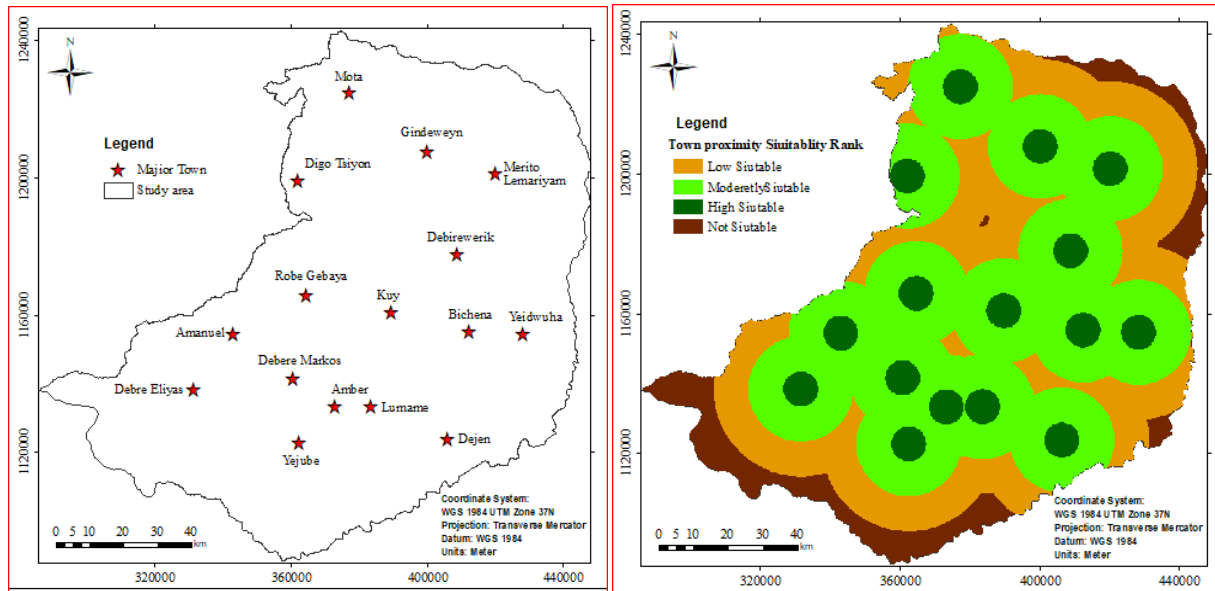 1240000
1200000
1160000
1120000
N
Legend
Majior Town
Study area
Mota
Gindeweyn
Digo Tsiyon
Merito
Lemariyam
Debirewerik
Robe Gebaya
Kuy
Bichena
Yeidwuha
Amanuel
Debere Markos
Debre Eliyas
Amber
Lumame
Dejen
Yejube
Coordinate System:
WGS 1984 UTM Zone 37N
Projection: Transverse Mercator
Datum: WGS 1984
Units: Meter
0 5 10 20 30 40
km
320000 360000 400000 440000
1240000
1200000
1160000
1120000
N
Legend
Town proximity Siuitablity Rank
Low Siutable
ModeretlySiutable
High Siutable
Not Siutable
Coordinate System:
WGS 1984 UTM Zone 37N
Projection: Transverse Mercator
Datum: WGS 1984
Units: Meter
0 5 10 20 30 40
km
320000 360000 400000 440000